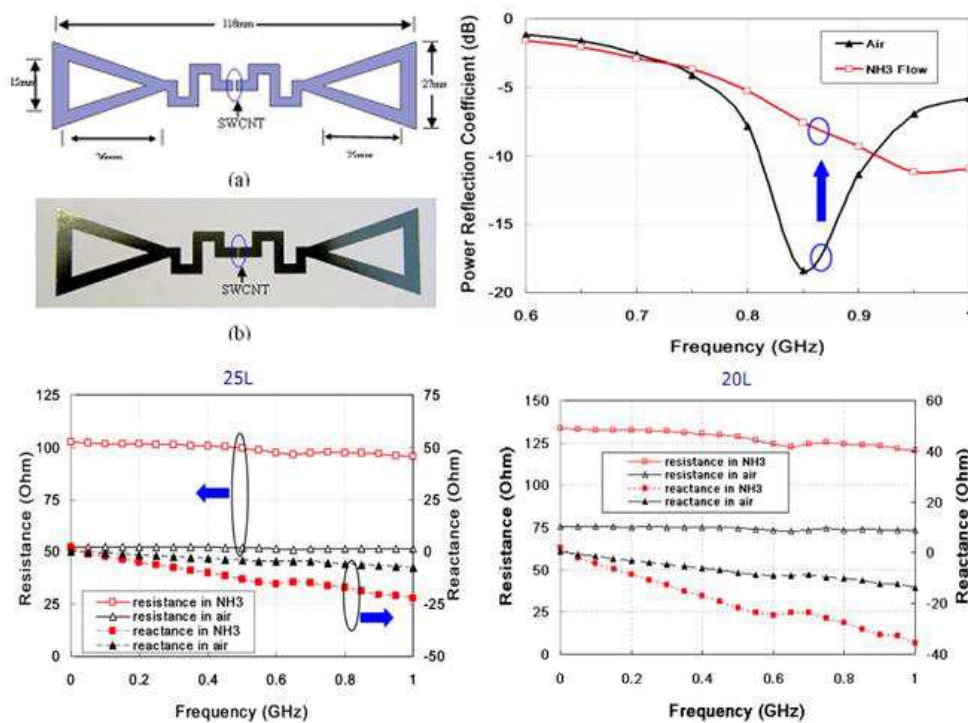 118mm
15mm
27mm
SWCNT
(a)
SWCNT
(b)
Power Reflection Coefficient (dB)
0
-5
-10
-15
-20
Air
NH3 Flow
0.6
0.7
0.8
0.9
Frequency (GHz)
25L
Resistance (Ohm)
125
100
75
50
25
0
75
50
25
0
-25
-50
Reactance (Ohm)
resistance in NH3
resistance in air
reactance in NH3
reactance in air
0
0.2
0.4
0.6
0.8
1
Frequency (GHz)
20L
Resistance (Ohm)
150
125
100
75
50
25
0
60
40
20
0
-20
-40
Reactance (Ohm)
resistance in NH3
resistance in air
reactance in NH3
reactance in air
0
0.2
0.4
0.6
0.8
1
Frequency (GHz)